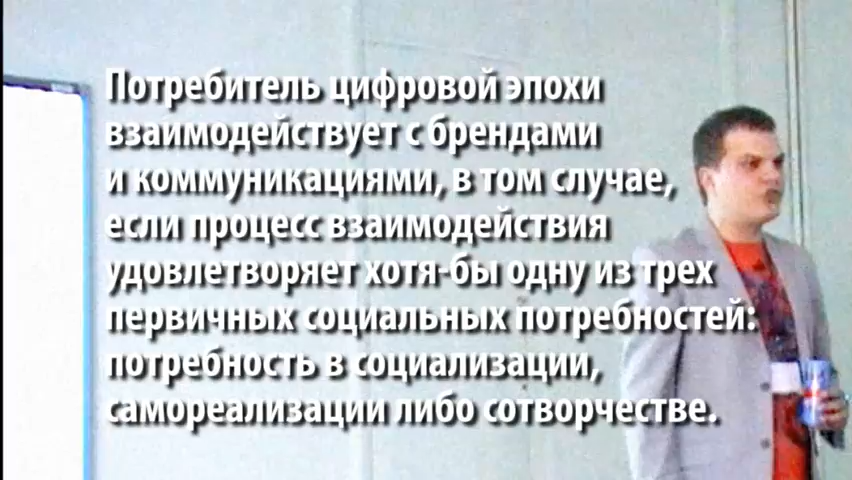 Потребитель цифровой эпохи
взаимодействует с брендами
и коммуникациями, в том случае,
если процесс взаимодействия
удовлетворяет хотя-бы одну из трех
первичных социальных потребностей:
потребность в социализации,
самореализации либо сотворчестве.